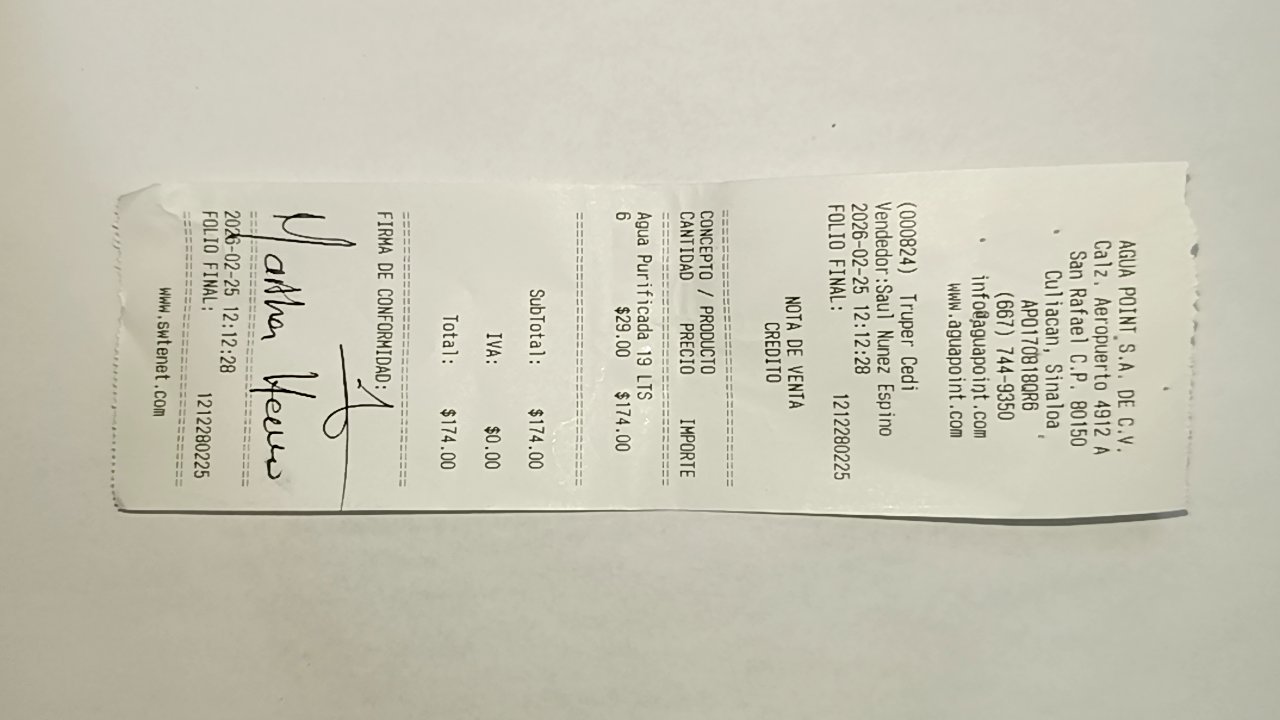 AGUA POINT S.A. DE C.V.
Calz. Aeropuerto 4912 A
San Rafael C.P. 80150
Culiacan, Sinaloa
APO170818QR6
(667) 744-9350
info@aguapoint.com
www.aguapoint.com
(000824) Truper Cedi
Vendedor:Saul Nunez Espino
2026-02-25 12:12:28
FOLIO FINAL: 1212280225
NOTA DE VENTA
CREDITO
==============================
CONCEPTO / PRODUCTO
CANTIDAD PRECIO IMPORTE
==============================
Agua Purificada 19 LTS
6 $29.00 $174.00
==============================
SubTotal: $174.00
IVA: $0.00
Total: $174.00
==============================
FIRMA DE CONFORMIDAD:
==============================
2026-02-25 12:12:28
FOLIO FINAL: 1212280225
==============================
www.swtenet.com